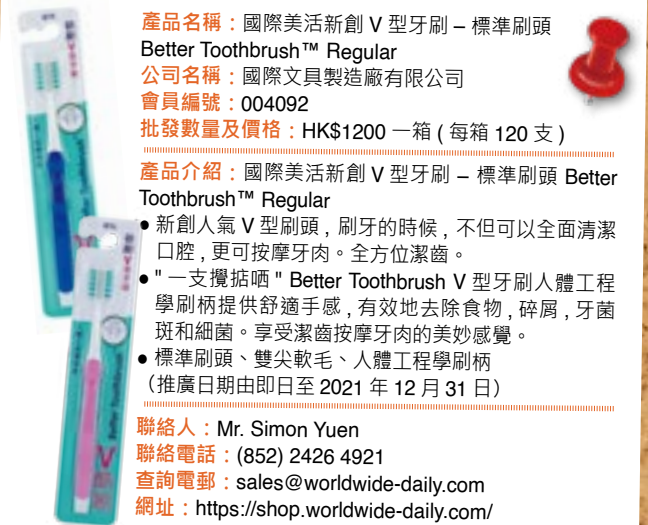 產品名稱：國際美活新創 V 型牙刷 – 標準刷頭
Better Toothbrush™ Regular
公司名稱：國際文具製造廠有限公司
會員編號：004092
批發數量及價格：HK$1200 一箱 ( 每箱 120 支 )
產品介紹：國際美活新創 V 型牙刷 – 標準刷頭 Better
Toothbrush™ Regular
● 新創人氣 V 型刷頭 , 刷牙的時候 , 不但可以全面清潔
口腔 , 更可按摩牙肉。全方位潔齒。
● " 一支攪掂晒 " Better Toothbrush V 型牙刷人體工程
學刷柄提供舒適手感 , 有效地去除食物 , 碎屑 , 牙菌
斑和細菌。享受潔齒按摩牙肉的美妙感覺。
● 標準刷頭、雙尖軟毛、人體工程學刷柄
（推廣日期由即日至 2021 年 12 月 31 日）
聯絡人：Mr. Simon Yuen
聯絡電話：(852) 2426 4921
查詢電郵：sales@worldwide-daily.com
網址：https://shop.worldwide-daily.com/
Better Toothbrush